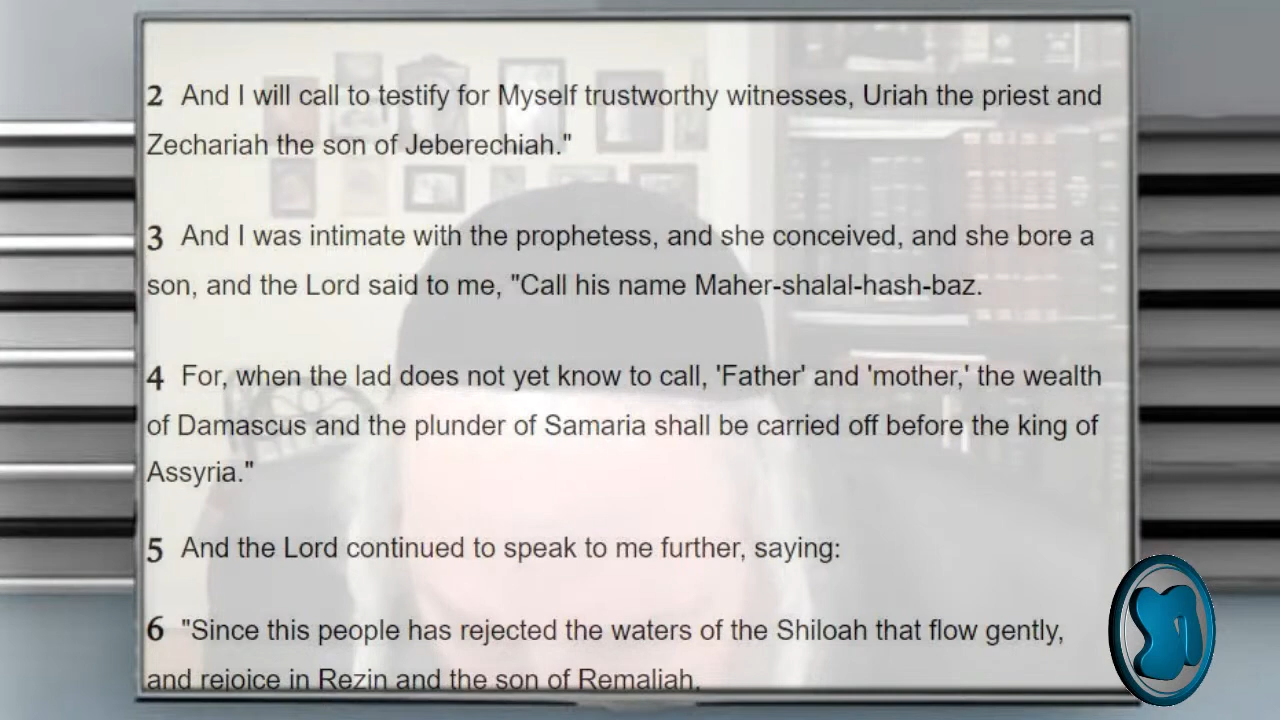 2 And I will call to testify for Myself trustworthy witnesses, Uriah the priest and
Zechariah the son of Jeberechiah."
3 And I was intimate with the prophetess, and she conceived, and she bore a
son, and the Lord said to me, "Call his name Maher-shalal-hash-baz.
4 For, when the lad does not yet know to call, 'Father' and 'mother,' the wealth
of Damascus and the plunder of Samaria shall be carried off before the king of
Assyria."
5 And the Lord continued to speak to me further, saying:
6 "Since this people has rejected the waters of the Shiloah that flow gently,
and rejoice in Rezin and the son of Remaliah,